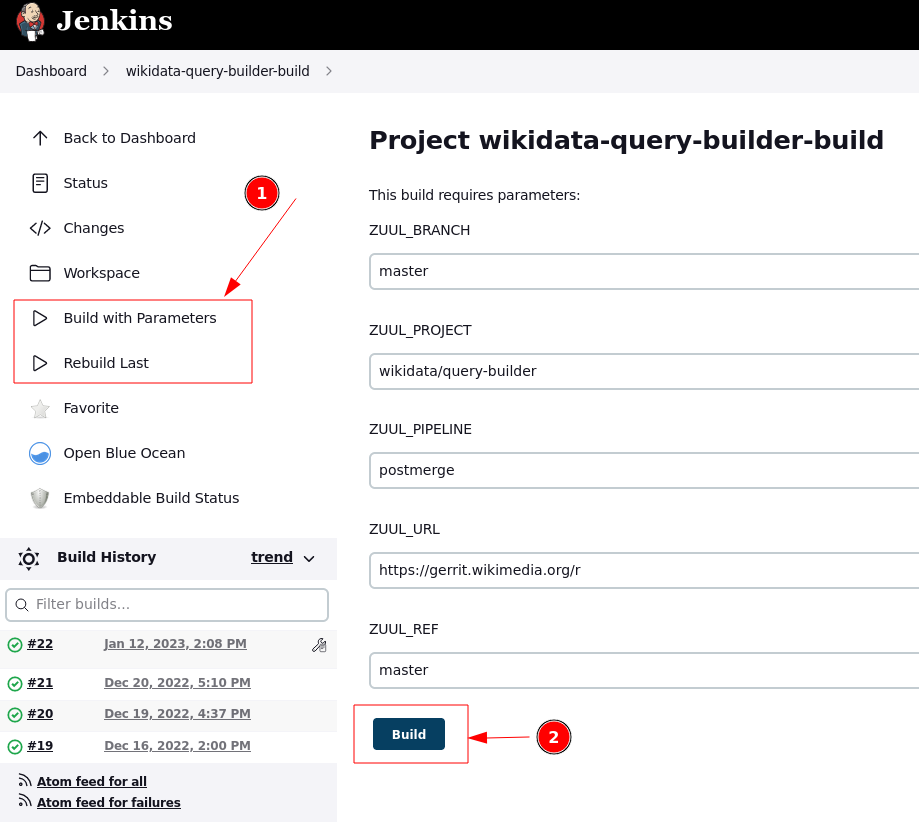 Jenkins
Dashboard
wikidata-query-builder-build
Back to Dashboard
Status
Changes
Workspace
Build with Parameters
Rebuild Last
Favorite
Open Blue Ocean
Embeddable Build Status
1
Build History
trend
Filter builds...
#22 Jan 12, 2023, 2:08 PM
#21 Dec 20, 2022, 5:10 PM
#20 Dec 19, 2022, 4:37 PM
#19 Dec 16, 2022, 2:00 PM
Atom feed for all
Atom feed for failures
Project wikidata-query-builder-build
This build requires parameters:
ZUUL_BRANCH
master
ZUUL_PROJECT
wikidata/query-builder
ZUUL_PIPELINE
postmerge
ZUUL_URL
https://gerrit.wikimedia.org/r
ZUUL_REF
master
Build
2